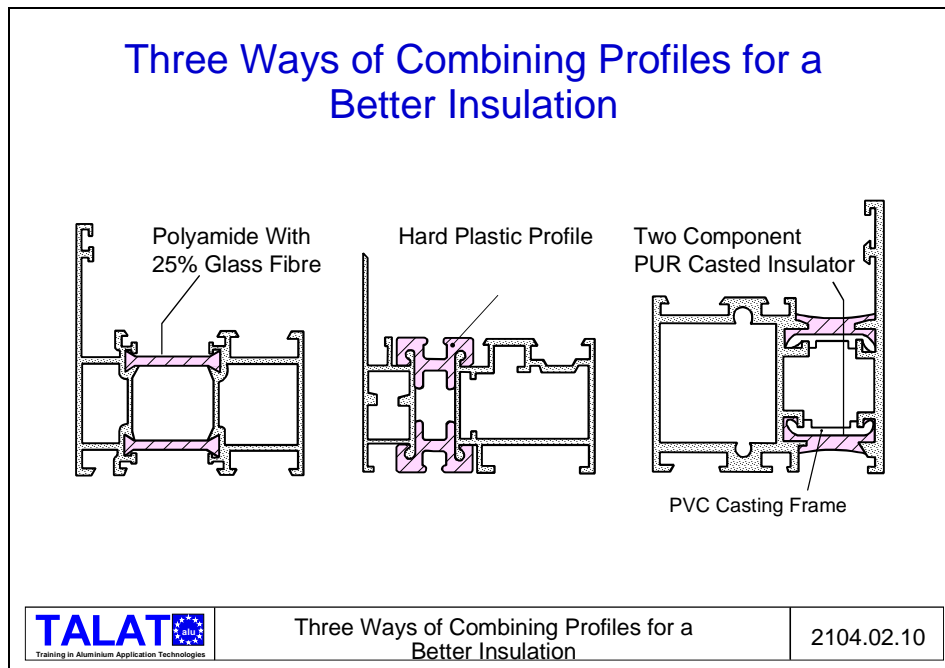 Three Ways of Combining Profiles for a
Better Insulation
Polyamide With
25% Glass Fibre
Hard Plastic Profile
Two Component
PUR Casted Insulator
PVC Casting Frame
TALAT
alu
Training in Aluminium Application Technologies
Three Ways of Combining Profiles for a
Better Insulation
2104.02.10